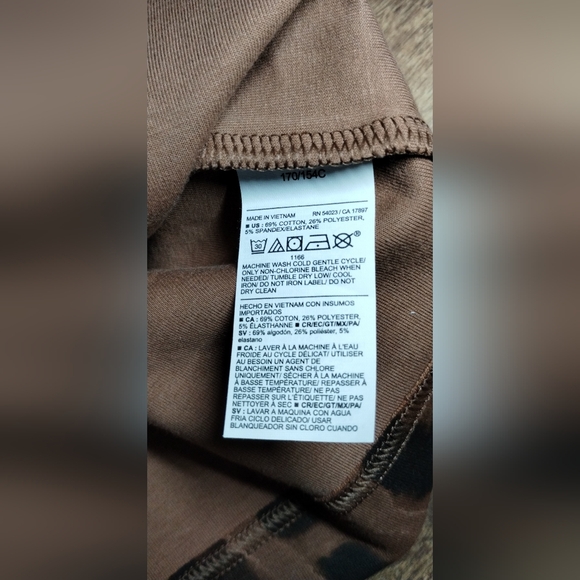 170/154C
MADE IN VIETNAM RN 54023 / CA 17897
■ US : 69% COTTON, 26% POLYESTER,
5% SPANDEX/ELASTANE
30
1166
MACHINE WASH COLD GENTLE CYCLE/
ONLY NON-CHLORINE BLEACH WHEN
NEEDED/ TUMBLE DRY LOW/ COOL
IRON/ DO NOT IRON LABEL/ DO NOT
DRY CLEAN
HECHO EN VIETNAM CON INSUMOS
IMPORTADOS
■ CA : 69% COTON, 26% POLYESTER,
5% ÉLASTHANNE ■ CR/EC/GT/MX/PA/
SV : 69% algodón, 26% poliéster, 5%
elastano
■ CA : LAVER À LA MACHINE À L'EAU
FROIDE AU CYCLE DÉLICAT/ UTILISER
AU BESOIN UN AGENT DE
BLANCHIMENT SANS CHLORE
UNIQUEMENT/ SÉCHER À LA MACHINE
À BASSE TEMPÉRATURE/ REPASSER À
BASSE TEMPÉRATURE/ NE PAS
REPASSER SUR L'ÉTIQUETTE/ NE PAS
NETTOYER À SEC ■ CR/EC/GT/MX/PA/
SV : LAVAR A MAQUINA CON AGUA
FRIA CICLO DELICADO/ USAR
BLANQUEADOR SIN CLORO CUANDO